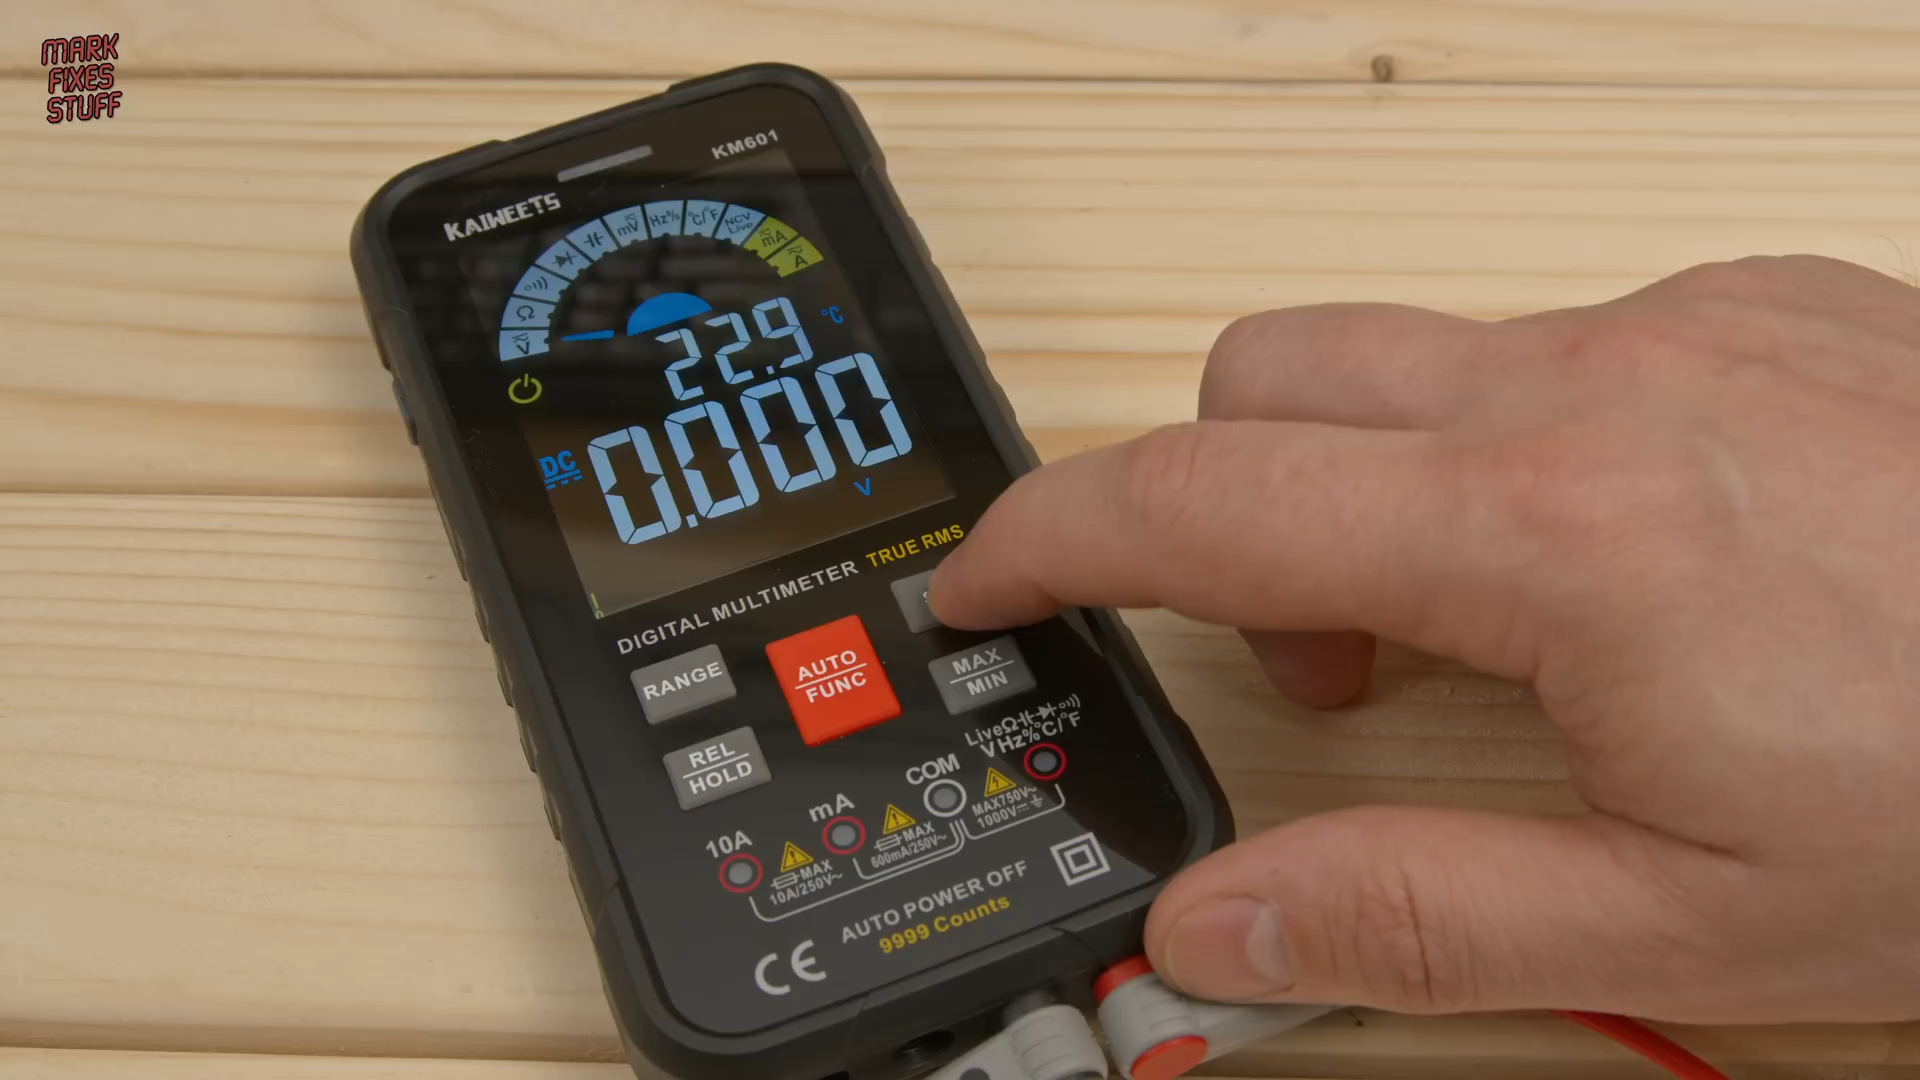 MARK
FIXES
STUFF
KAIWEETS
KM601
V
Ω
mV
Hz%
°C/°F
NCV
Live
mA
A
22.9 °C
DC
0.000
V
DIGITAL MULTIMETER TRUE RMS
RANGE
AUTO
FUNC
MAX
MIN
REL
HOLD
LiveΩ
VHz%°C/°F
COM
mA
10A
MAX
10A/250V~
MAX
600mA/250V~
MAX750V~
1000V
AUTO POWER OFF
9999 Counts
CE